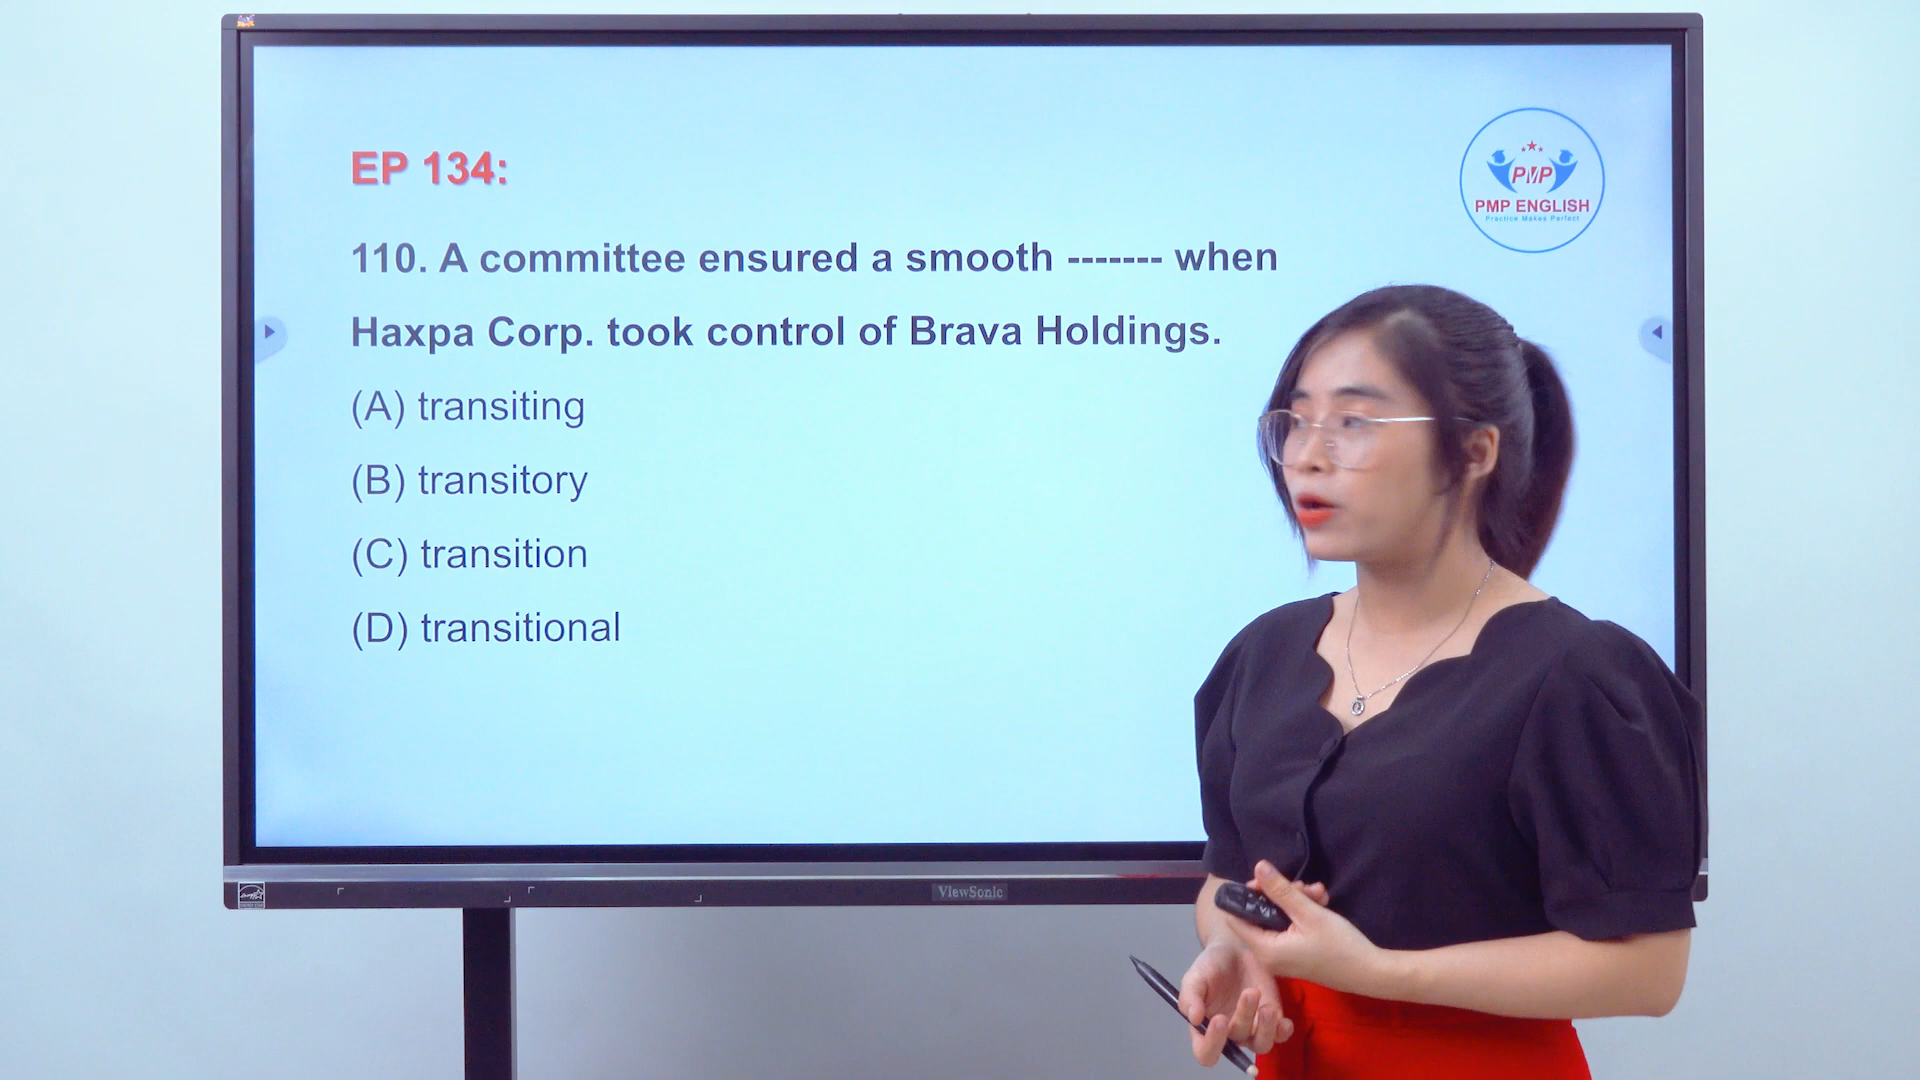 EP 134:
110. A committee ensured a smooth ------- when
Haxpa Corp. took control of Brava Holdings.
(A) transiting
(B) transitory
(C) transition
(D) transitional
PMP
PMP ENGLISH
Practice Makes Perfect
ViewSonic